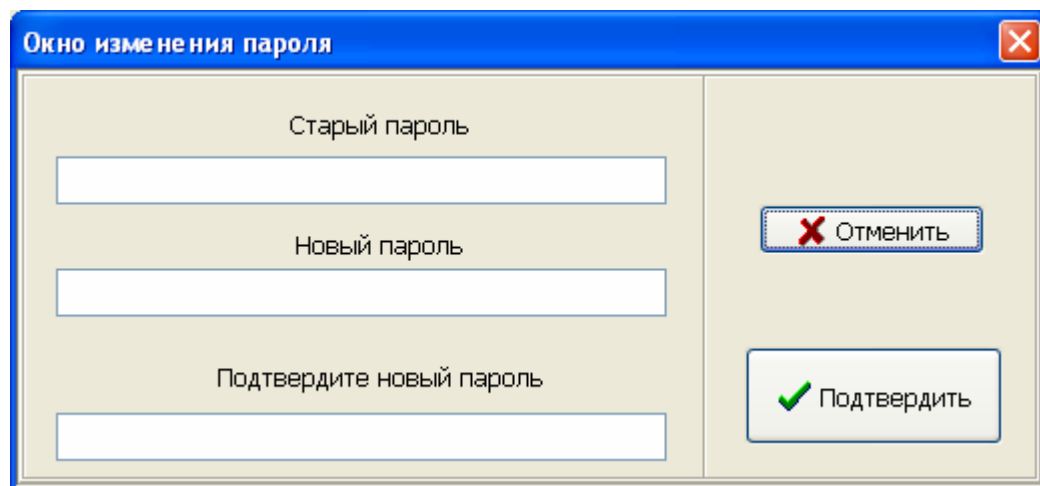 Окно изменения пароля
Старый пароль
Новый пароль
Отменить
Подтвердите новый пароль
Подтвердить